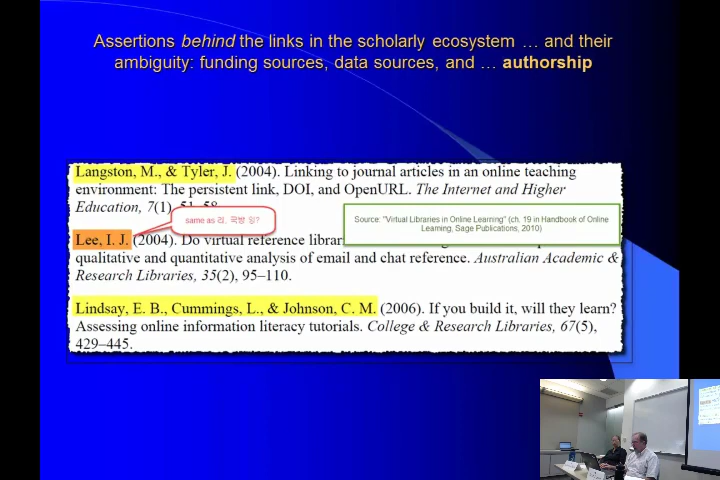 Assertions behind the links in the scholarly ecosystem … and their
ambiguity: funding sources, data sources, and … authorship
Langston, M., & Tyler, J. (2004). Linking to journal articles in an online teaching
environment: The persistent link, DOI, and OpenURL. The Internet and Higher
Education, 7(1), 51–58.
same as 리, 국방 잉?
Source: "Virtual Libraries in Online Learning" (ch. 19 in Handbook of Online
Learning, Sage Publications, 2010)
Lee, I. J. (2004). Do virtual reference
qualitative and quantitative analysis of email and chat reference. Australian Academic &
Research Libraries, 35(2), 95–110.
Lindsay, E. B., Cummings, L., & Johnson, C. M. (2006). If you build it, will they learn?
Assessing online information literacy tutorials. College & Research Libraries, 67(5),
429–445.